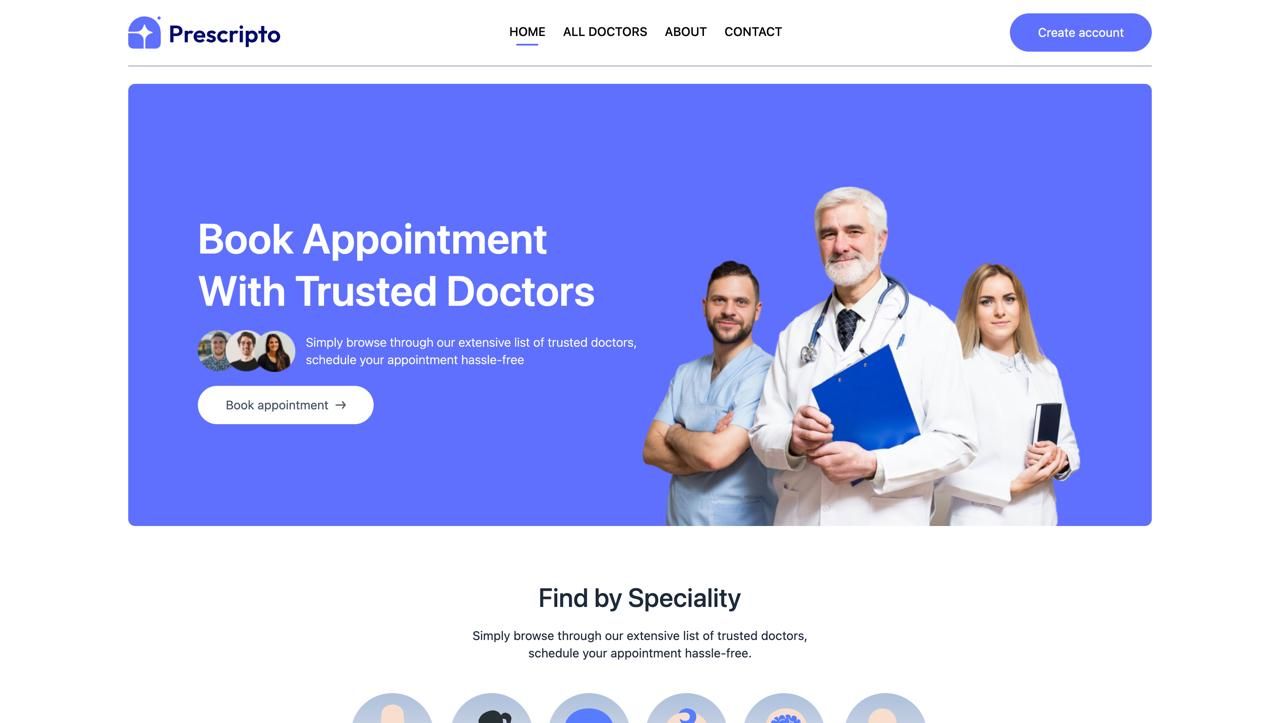 Prescripto
HOME
ALL DOCTORS
ABOUT
CONTACT
Create account
Book Appointment
With Trusted Doctors
Simply browse through our extensive list of trusted doctors,
schedule your appointment hassle-free
Book appointment →
Find by Speciality
Simply browse through our extensive list of trusted doctors,
schedule your appointment hassle-free.